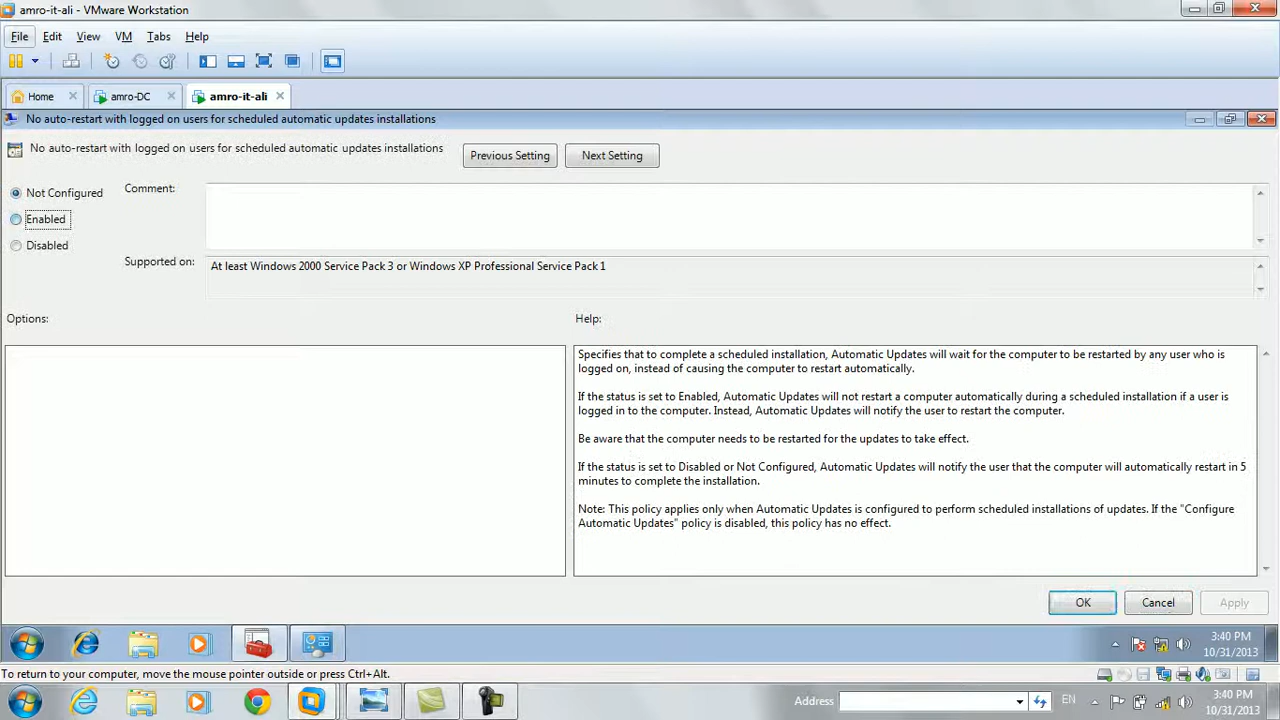 amro-it-ali - VMware Workstation
File Edit View VM Tabs Help
Home amro-DC amro-it-ali
No auto-restart with logged on users for scheduled automatic updates installations
No auto-restart with logged on users for scheduled automatic updates installations
Previous Setting Next Setting
Not Configured Comment:
Enabled
Disabled
Supported on: At least Windows 2000 Service Pack 3 or Windows XP Professional Service Pack 1
Options: Help:
Specifies that to complete a scheduled installation, Automatic Updates will wait for the computer to be restarted by any user who is
logged on, instead of causing the computer to restart automatically.
If the status is set to Enabled, Automatic Updates will not restart a computer automatically during a scheduled installation if a user is
logged in to the computer. Instead, Automatic Updates will notify the user to restart the computer.
Be aware that the computer needs to be restarted for the updates to take effect.
If the status is set to Disabled or Not Configured, Automatic Updates will notify the user that the computer will automatically restart in 5
minutes to complete the installation.
Note: This policy applies only when Automatic Updates is configured to perform scheduled installations of updates. If the "Configure
Automatic Updates" policy is disabled, this policy has no effect.
OK Cancel Apply
3:40 PM
10/31/2013
To return to your computer, move the mouse pointer outside or press Ctrl+Alt.
Address EN 3:40 PM
10/31/2013